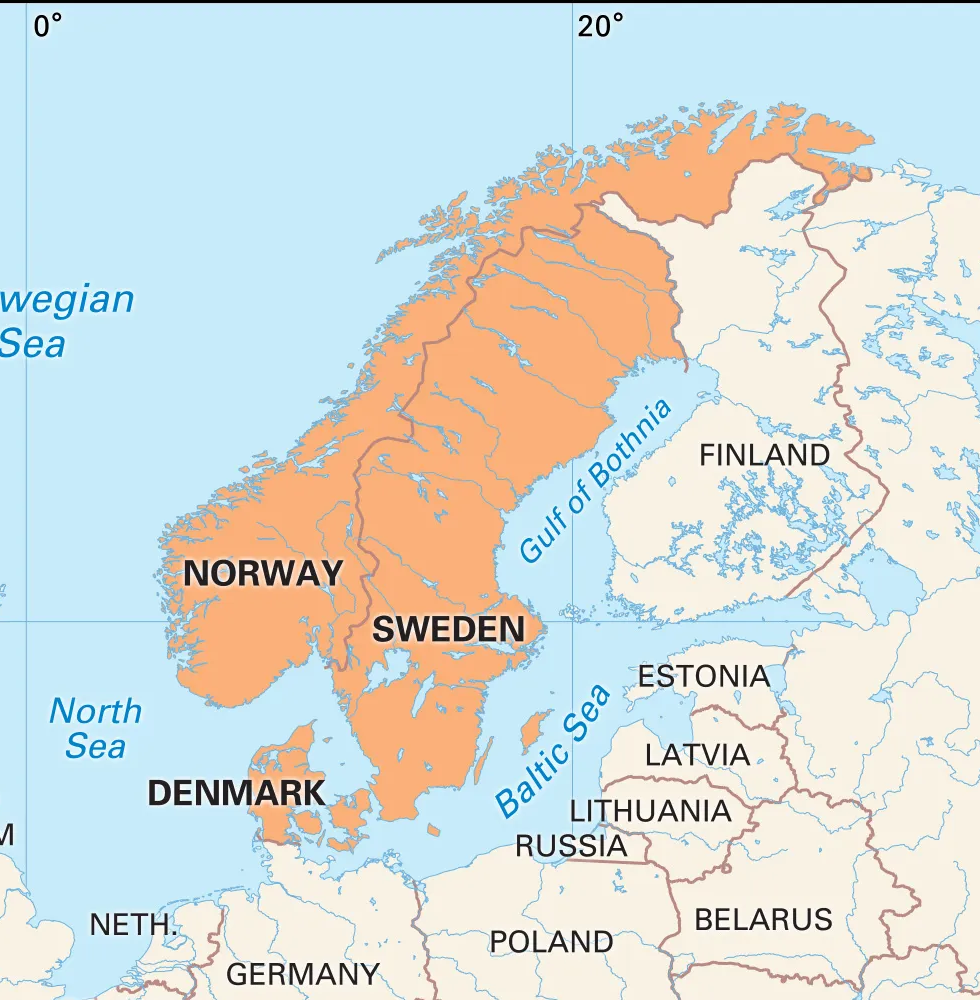 0°
20°
wegian
Sea
Gulf of Bothnia
FINLAND
NORWAY
SWEDEN
ESTONIA
North
Sea
Baltic Sea
LATVIA
DENMARK
LITHUANIA
M
RUSSIA
NETH.
BELARUS
POLAND
GERMANY